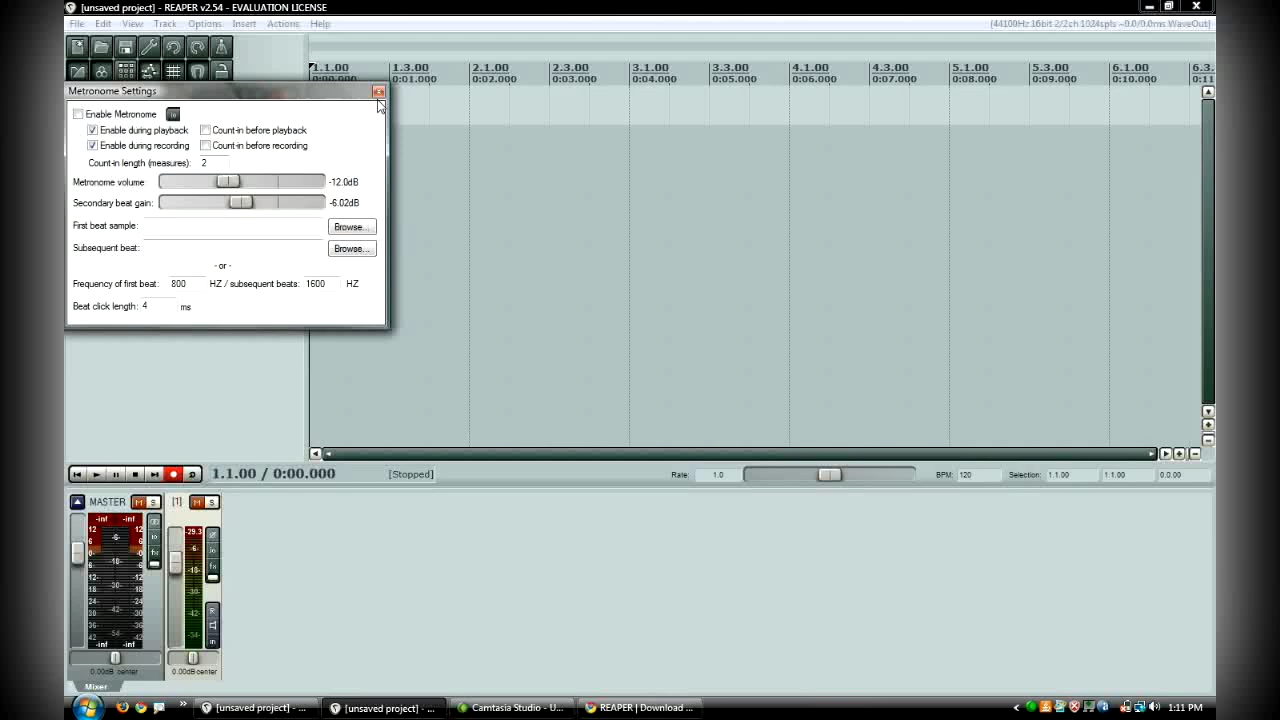 [unsaved project] - REAPER v2.54 - EVALUATION LICENSE
File Edit View Track Options Insert Actions Help
[44100Hz 16bit 2/2ch 1024spls ~0.0/0.0ms WaveOut]
1.1.00 1.3.00 2.1.00 2.3.00 3.1.00 3.3.00 4.1.00 4.3.00 5.1.00 5.3.00 6.1.00 6.3.
0:00.000 0:01.000 0:02.000 0:03.000 0:04.000 0:05.000 0:06.000 0:07.000 0:08.000 0:09.000 0:10.000 0:11
Metronome Settings
Enable Metronome io
Enable during playback Count-in before playback
Enable during recording Count-in before recording
Count-in length (measures): 2
Metronome volume: -12.0dB
Secondary beat gain: -6.02dB
First beat sample: Browse...
Subsequent beat: Browse...
- or -
Frequency of first beat: 800 HZ / subsequent beats: 1600 HZ
Beat click length: 4 ms
1.1.00 / 0:00.000 [Stopped] Rate: 1.0 BPM: 120 Selection: 1.1.00 1.1.00 0.0.00
MASTER M S [1] M S
-inf -inf -29.3
0.00dB center 0.00dB center
Mixer
[unsaved project] - ... [unsaved project] - ... Camtasia Studio - U... REAPER | Download ... 1:11 PM